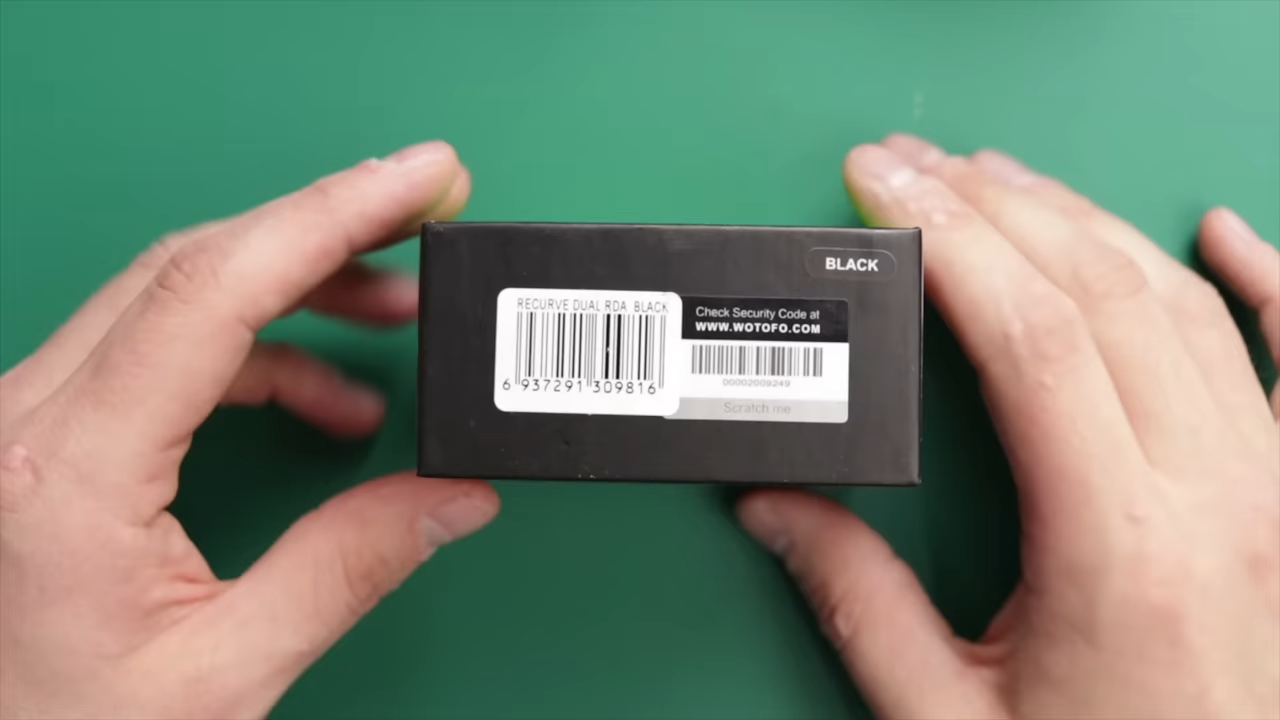 BLACK
RECURVE DUAL RDA BLACK
6 937291 309816
Check Security Code at
WWW.WOTOFO.COM
00002009249
Scratch me